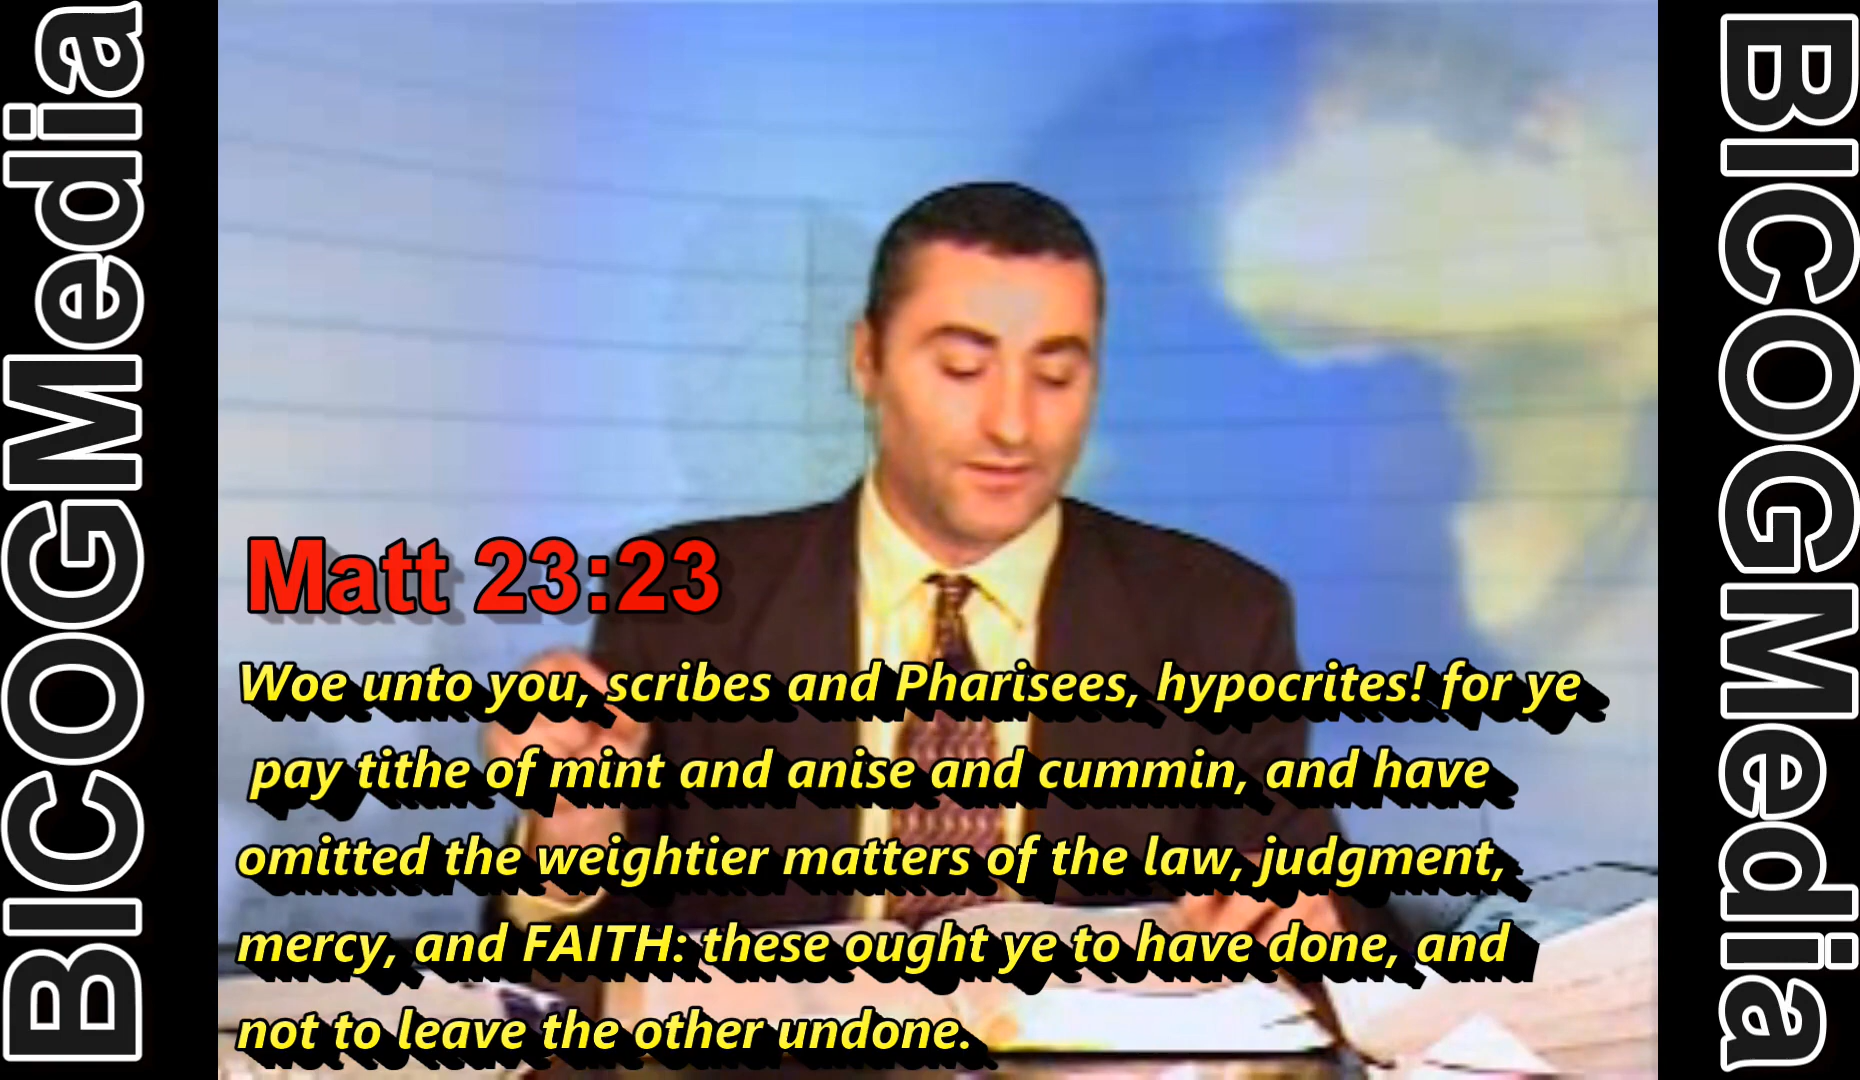 BICOGMedia
Matt 23:23
Woe unto you, scribes and Pharisees, hypocrites! for ye
pay tithe of mint and anise and cummin, and have
omitted the weightier matters of the law, judgment,
mercy, and FAITH: these ought ye to have done, and
not to leave the other undone.
BICOGMedia